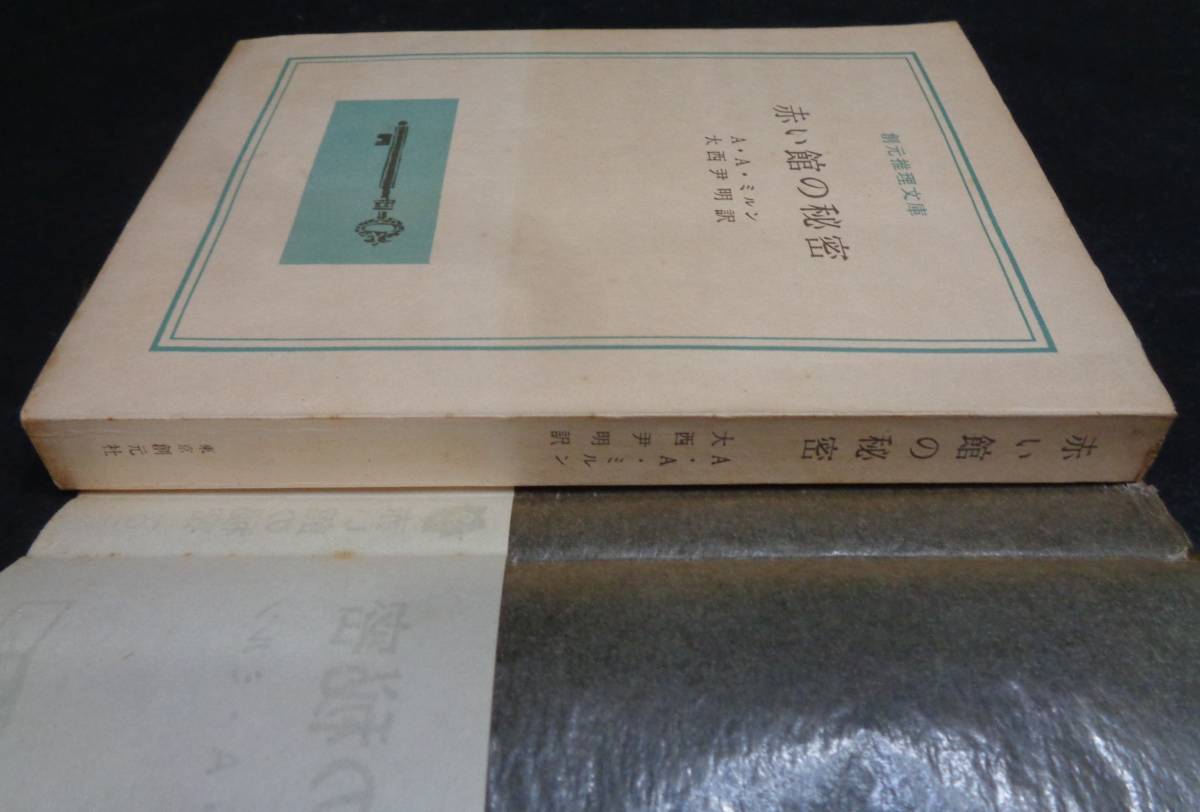 創元推理文庫
赤い館の秘密
A・A・ミルン
大西尹明訳
赤い館の秘密
A・A・ミルン
大西尹明訳
東京創元社